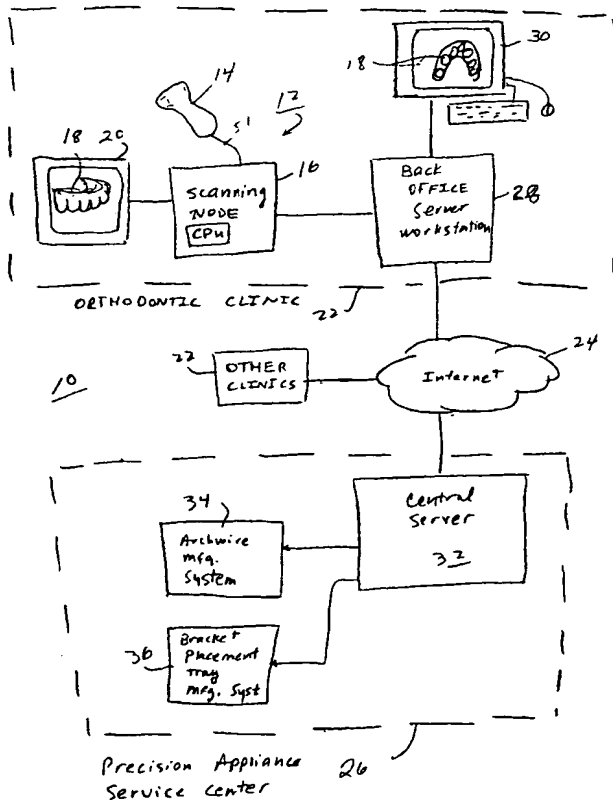 30
14
18
12
18
20
51
16
Scanning
NODE
CPU
Back
OFFICE
Server
Workstation
28
ORTHODONTIC CLINIC
22
22
OTHER
CLINICS
Internet
24
10
34
Central
Server
32
Archwire
mfg.
System
Bracket
Placement
Tray
mfg. Syst
36
Precision Appliance
Service Center
26